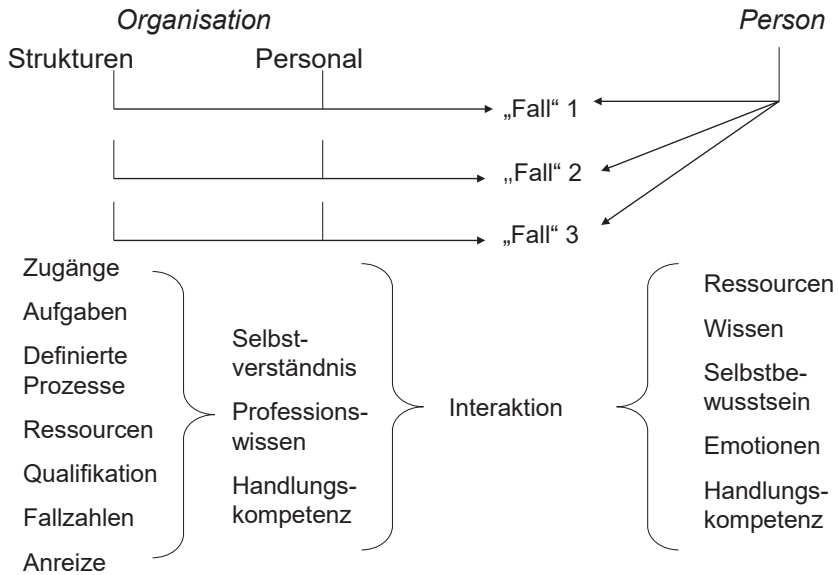 Organisation
Person
Strukturen
Personal
„Fall“ 1
„Fall“ 2
„Fall“ 3
Zugänge
Aufgaben
Definierte
Prozesse
Ressourcen
Qualifikation
Fallzahlen
Anreize
Selbst-
verständnis
Professions-
wissen
Handlungs-
kompetenz
Interaktion
Ressourcen
Wissen
Selbstbe-
wusstsein
Emotionen
Handlungs-
kompetenz